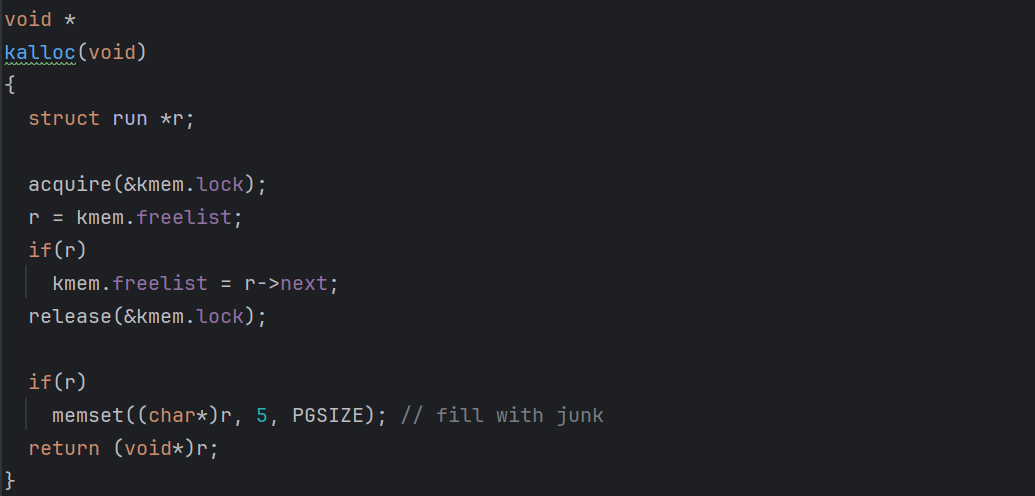 void *
kalloc(void)
{
  struct run *r;

  acquire(&kmem.lock);
  r = kmem.freelist;
  if(r)
    kmem.freelist = r->next;
  release(&kmem.lock);

  if(r)
    memset((char*)r, 5, PGSIZE); // fill with junk
  return (void*)r;
}